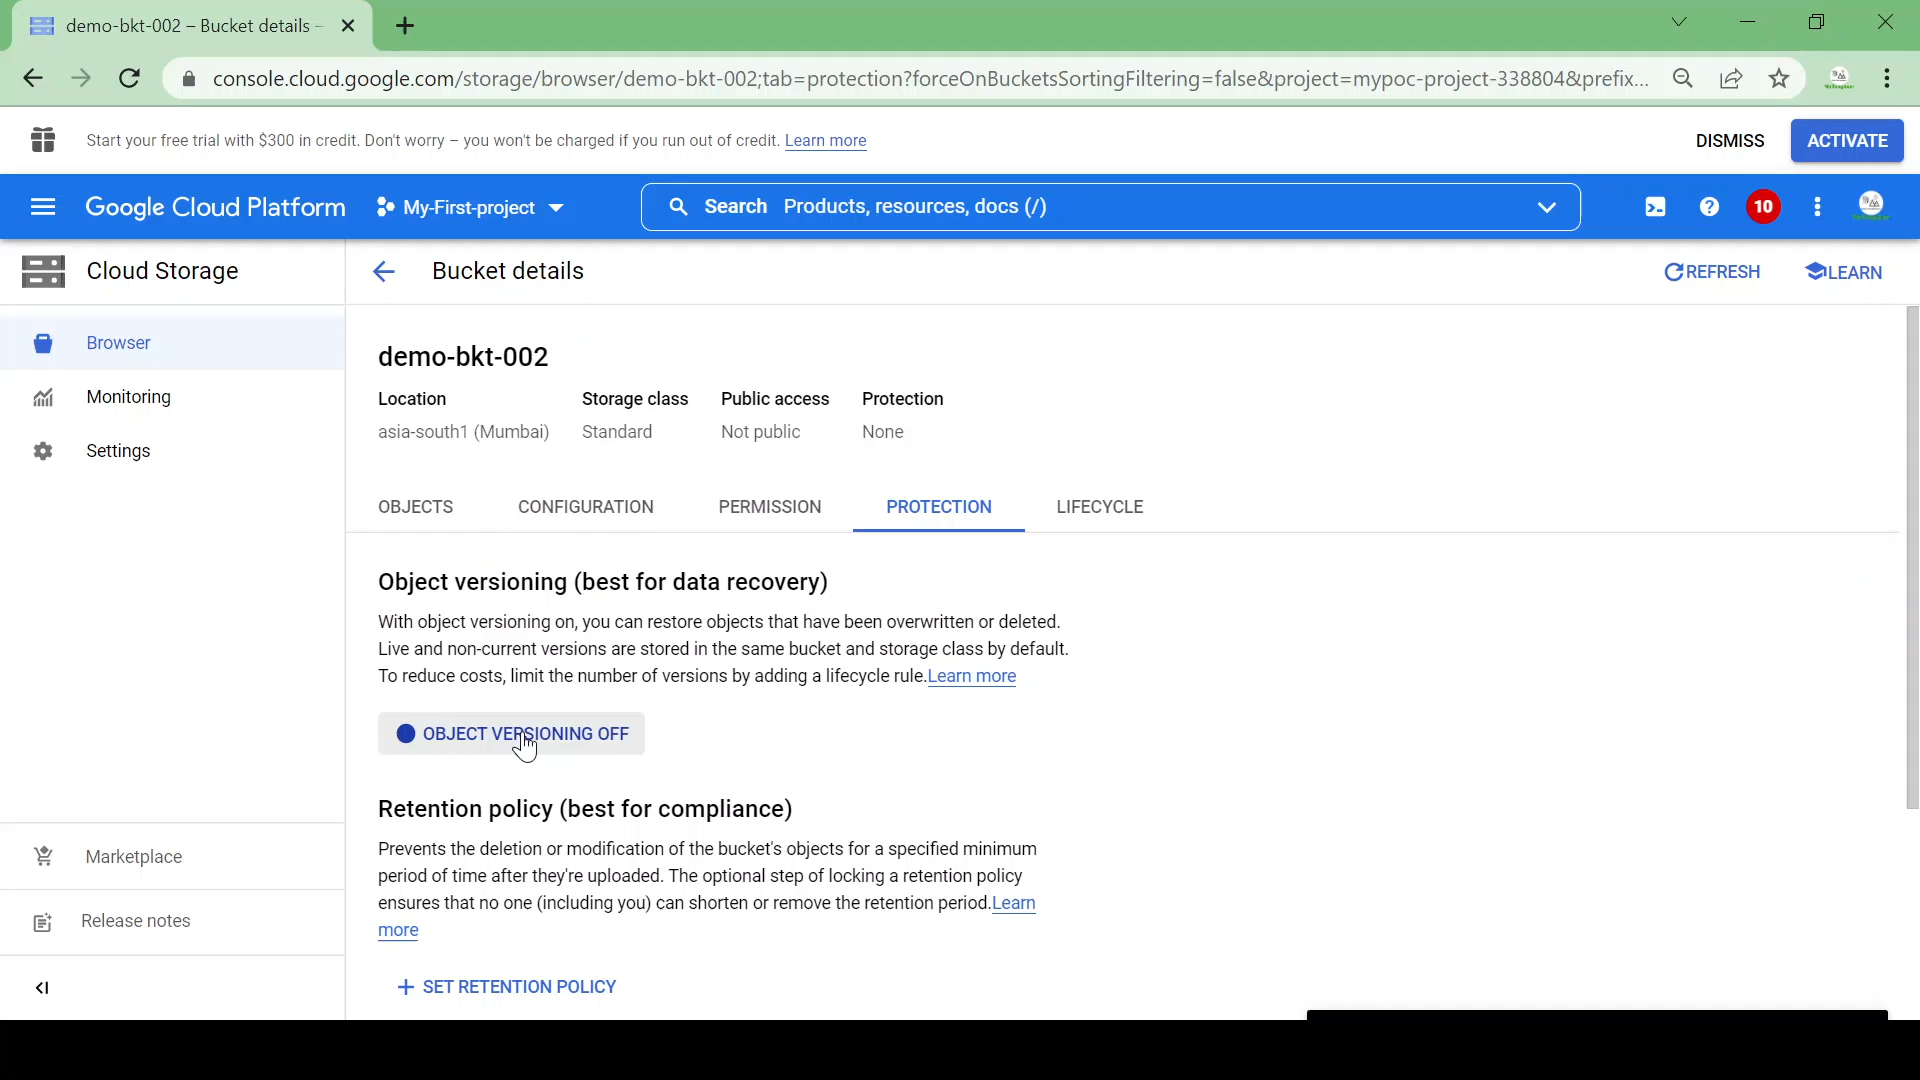 demo-bkt-002 – Bucket details –
console.cloud.google.com/storage/browser/demo-bkt-002;tab=protection?forceOnBucketsSortingFiltering=false&project=mypoc-project-338804&prefix...
Start your free trial with $300 in credit. Don't worry – you won't be charged if you run out of credit. Learn more
DISMISS
ACTIVATE
Google Cloud Platform
My-First-project
Search Products, resources, docs (/)
10
Cloud Storage
Bucket details
REFRESH
LEARN
Browser
Monitoring
Settings
Marketplace
Release notes
demo-bkt-002
Location Storage class Public access Protection
asia-south1 (Mumbai) Standard Not public None
OBJECTS CONFIGURATION PERMISSION PROTECTION LIFECYCLE
Object versioning (best for data recovery)
With object versioning on, you can restore objects that have been overwritten or deleted.
Live and non-current versions are stored in the same bucket and storage class by default.
To reduce costs, limit the number of versions by adding a lifecycle rule.Learn more
OBJECT VERSIONING OFF
Retention policy (best for compliance)
Prevents the deletion or modification of the bucket's objects for a specified minimum
period of time after they're uploaded. The optional step of locking a retention policy
ensures that no one (including you) can shorten or remove the retention period.Learn
more
SET RETENTION POLICY